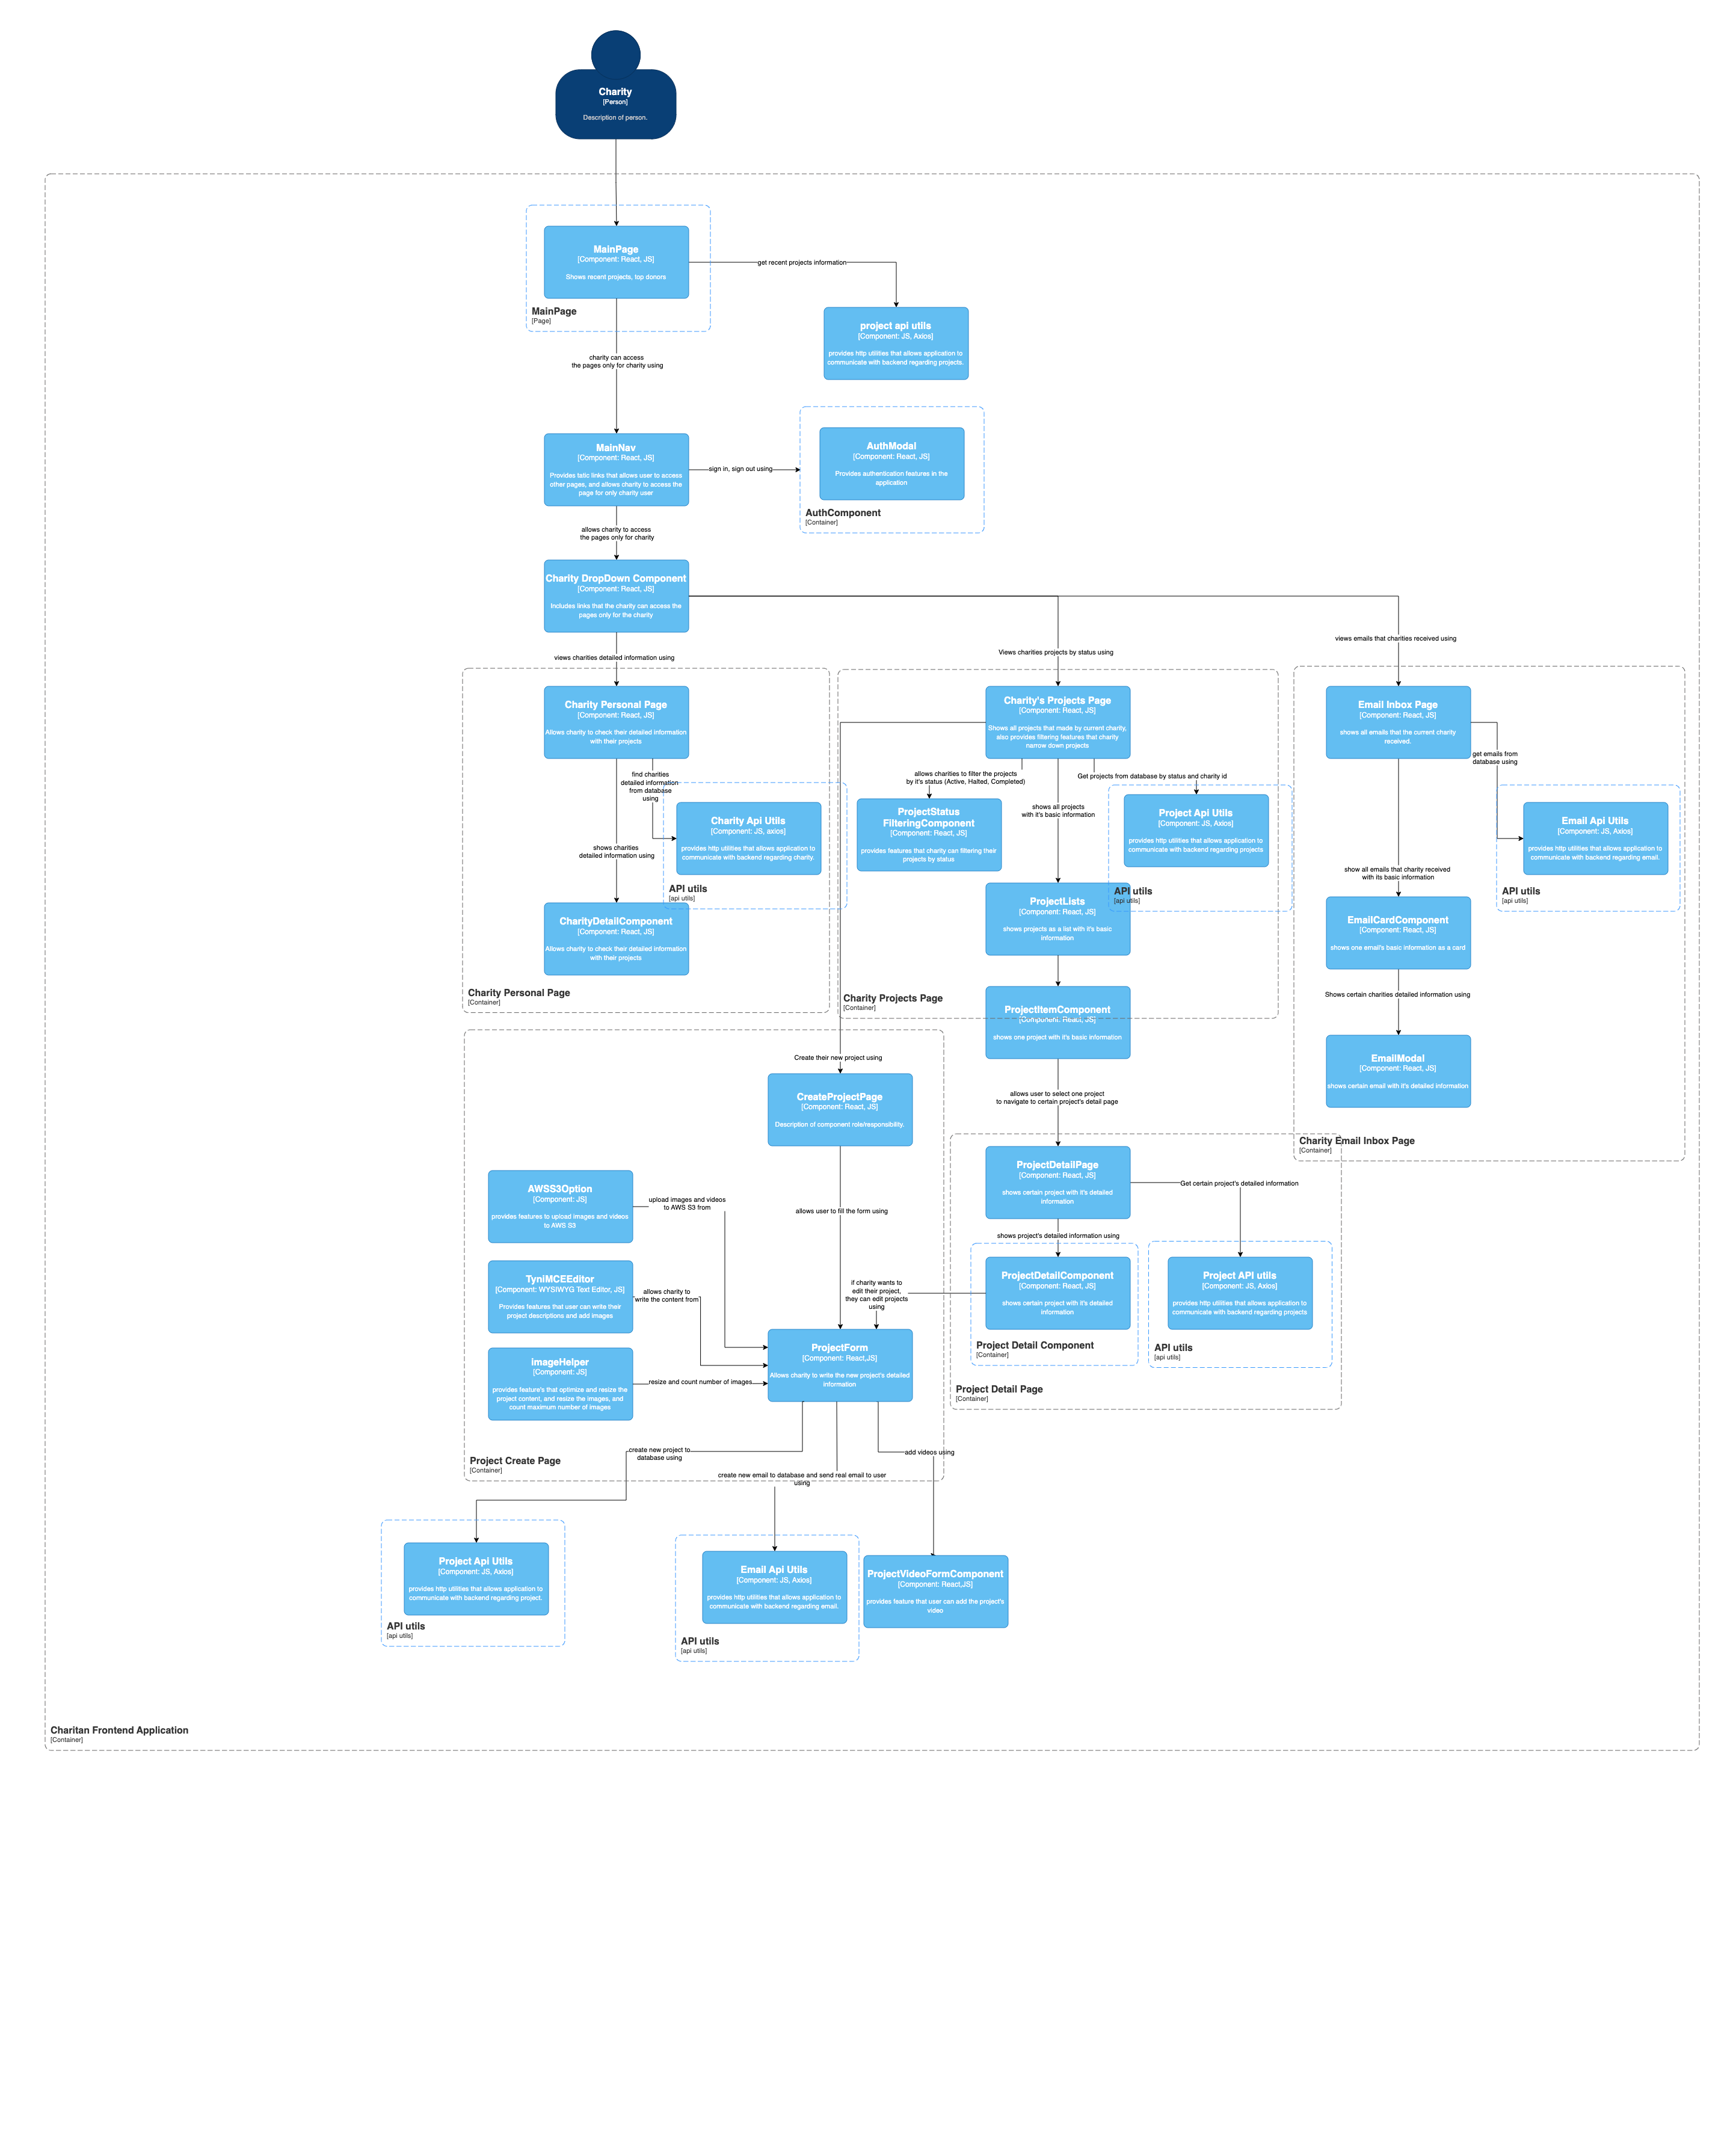 Charity
[Person]
Description of person.
MainPage
[Component: React, JS]
Shows recent projects, top donors
MainPage
[Page]
get recent projects information
project api utils
[Component: JS, Axios]
provides http utilities that allows application to
communicate with backend regarding projects.
charity can access
the pages only for charity using
MainNav
[Component: React, JS]
Provides tatic links that allows user to access
other pages, and allows charity to access the
page for only charity user
sign in, sign out using
AuthModal
[Component: React, JS]
Provides authentication features in the
application
AuthComponent
[Container]
allows charity to access
the pages only for charity
Charity DropDown Component
[Component: React, JS]
Includes links that the charity can access the
pages only for the charity
views charities detailed information using
Views charities projects by status using
views emails that charities received using
Charity Personal Page
[Component: React, JS]
Allows charity to check their detailed information
with their projects
find charities
detailed information
from database
using
Charity Api Utils
[Component: JS, axios]
provides http utilities that allows application to
communicate with backend regarding charity.
API utils
[api utils]
shows charities
detailed information using
CharityDetailComponent
[Component: React, JS]
Allows charity to check their detailed information
with their projects
Charity Personal Page
[Container]
Charity's Projects Page
[Component: React, JS]
Shows all projects that made by current charity,
also provides filtering features that charity
narrow down projects
allows charities to filter the projects
by it's status (Active, Halted, Completed)
Get projects from database by status and charity id
ProjectStatus
FilteringComponent
[Component: React, JS]
provides features that charity can filtering their
projects by status
shows all projects
with it's basic information
Project Api Utils
[Component: JS, Axios]
provides http utilities that allows application to
communicate with backend regarding projects
API utils
[api utils]
ProjectLists
[Component: React, JS]
shows projects as a list with it's basic
information
ProjectItemComponent
[Component: React, JS]
shows one project with it's basic information
Charity Projects Page
[Container]
Email Inbox Page
[Component: React, JS]
shows all emails that the current charity
received.
get emails from
database using
Email Api Utils
[Component: JS, Axios]
provides http utilities that allows application to
communicate with backend regarding email.
API utils
[api utils]
show all emails that charity received
with its basic information
EmailCardComponent
[Component: React, JS]
shows one email's basic information as a card
Shows certain charities detailed information using
EmailModal
[Component: React, JS]
shows certain email with it's detailed information
Charity Email Inbox Page
[Container]
Create their new project using
CreateProjectPage
[Component: React, JS]
Description of component role/responsibility.
allows user to select one project
to navigate to certain project's detail page
ProjectDetailPage
[Component: React, JS]
shows certain project with it's detailed
information
Get certain project's detailed information
shows project's detailed information using
ProjectDetailComponent
[Component: React, JS]
shows certain project with it's detailed
information
Project Detail Component
[Container]
Project API utils
[Component: JS, Axios]
provides http utilities that allows application to
communicate with backend regarding projects
API utils
[api utils]
Project Detail Page
[Container]
AWSS3Option
[Component: JS]
provides features to upload images and videos
to AWS S3
upload images and videos
to AWS S3 from
allows user to fill the form using
TyniMCEEditor
[Component: WYSIWYG Text Editor, JS]
Provides features that user can write their
project descriptions and add images
allows charity to
write the content from
if charity wants to
edit their project,
they can edit projects
using
ImageHelper
[Component: JS]
provides feature's that optimize and resize the
project content, and resize the images, and
count maximum number of images
resize and count number of images
ProjectForm
[Component: React,JS]
Allows charity to write the new project's detailed
information
Project Create Page
[Container]
create new project to
database using
create new email to database and send real email to user
using
add videos using
Project Api Utils
[Component: JS, Axios]
provides http utilities that allows application to
communicate with backend regarding project.
API utils
[api utils]
Email Api Utils
[Component: JS, Axios]
provides http utilities that allows application to
communicate with backend regarding email.
API utils
[api utils]
ProjectVideoFormComponent
[Component: React,JS]
provides feature that user can add the project's
video
Charitan Frontend Application
[Container]